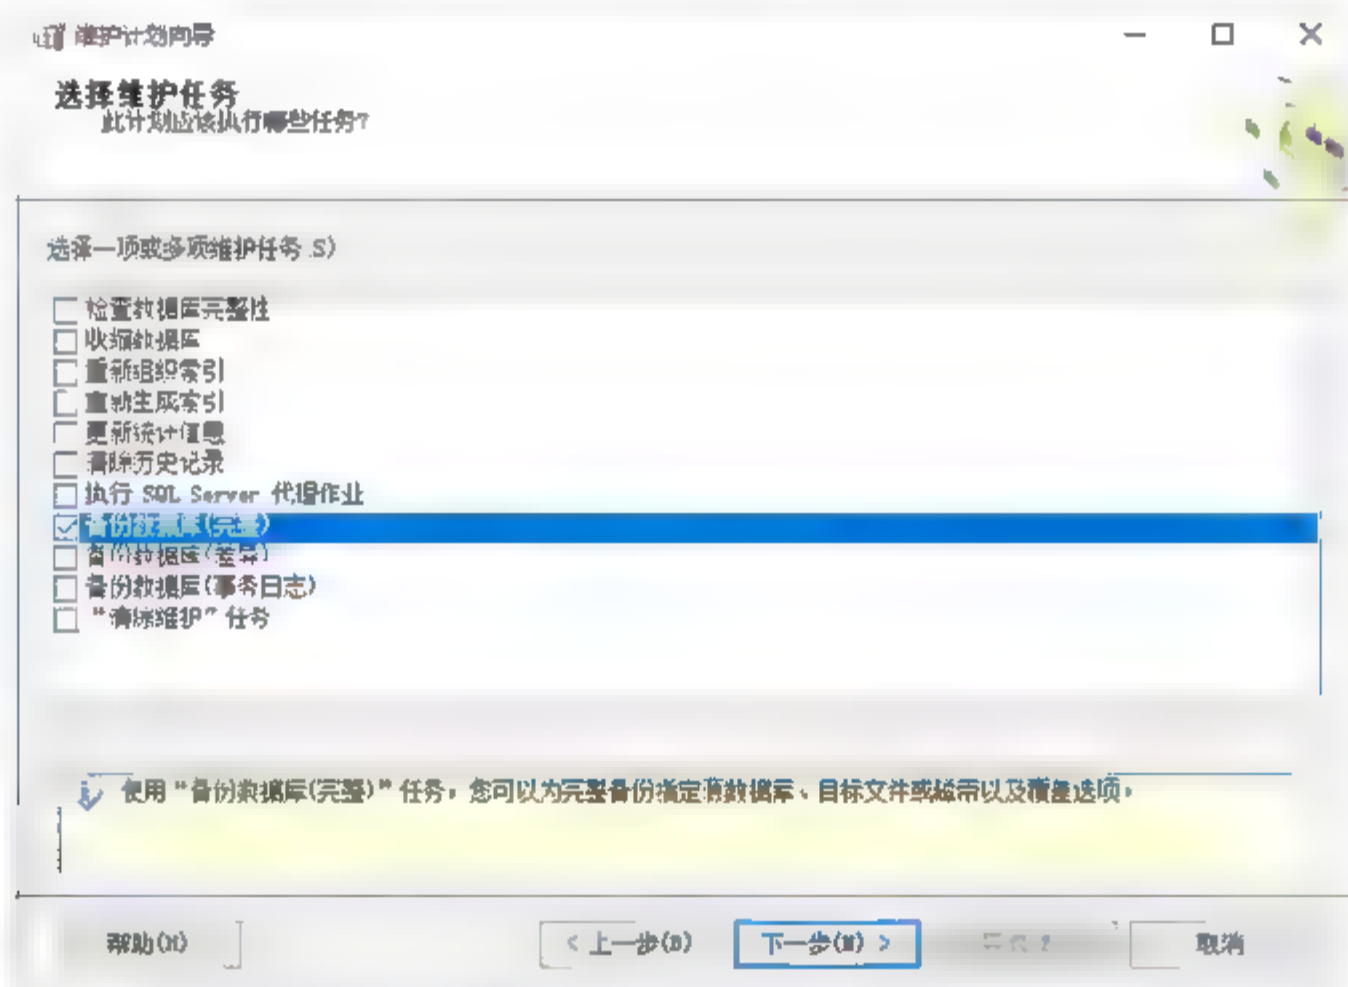 维护计划向导
选择维护任务
此计划应该执行哪些任务?
选择一项或多项维护任务 S)
检查数据库完整性
收缩数据库
重新组织索引
重新生成索引
更新统计信息
清除历史记录
执行 SQL Server 代理作业
备份数据库(完整)
备份数据库(差异)
备份数据库(事务日志)
“清除维护”任务
使用“备份数据库(完整)”任务，您可以为完整备份指定源数据库、目标文件或磁带以及覆盖选项。
帮助(H)
< 上一步(B)
下一步(N) >
取消